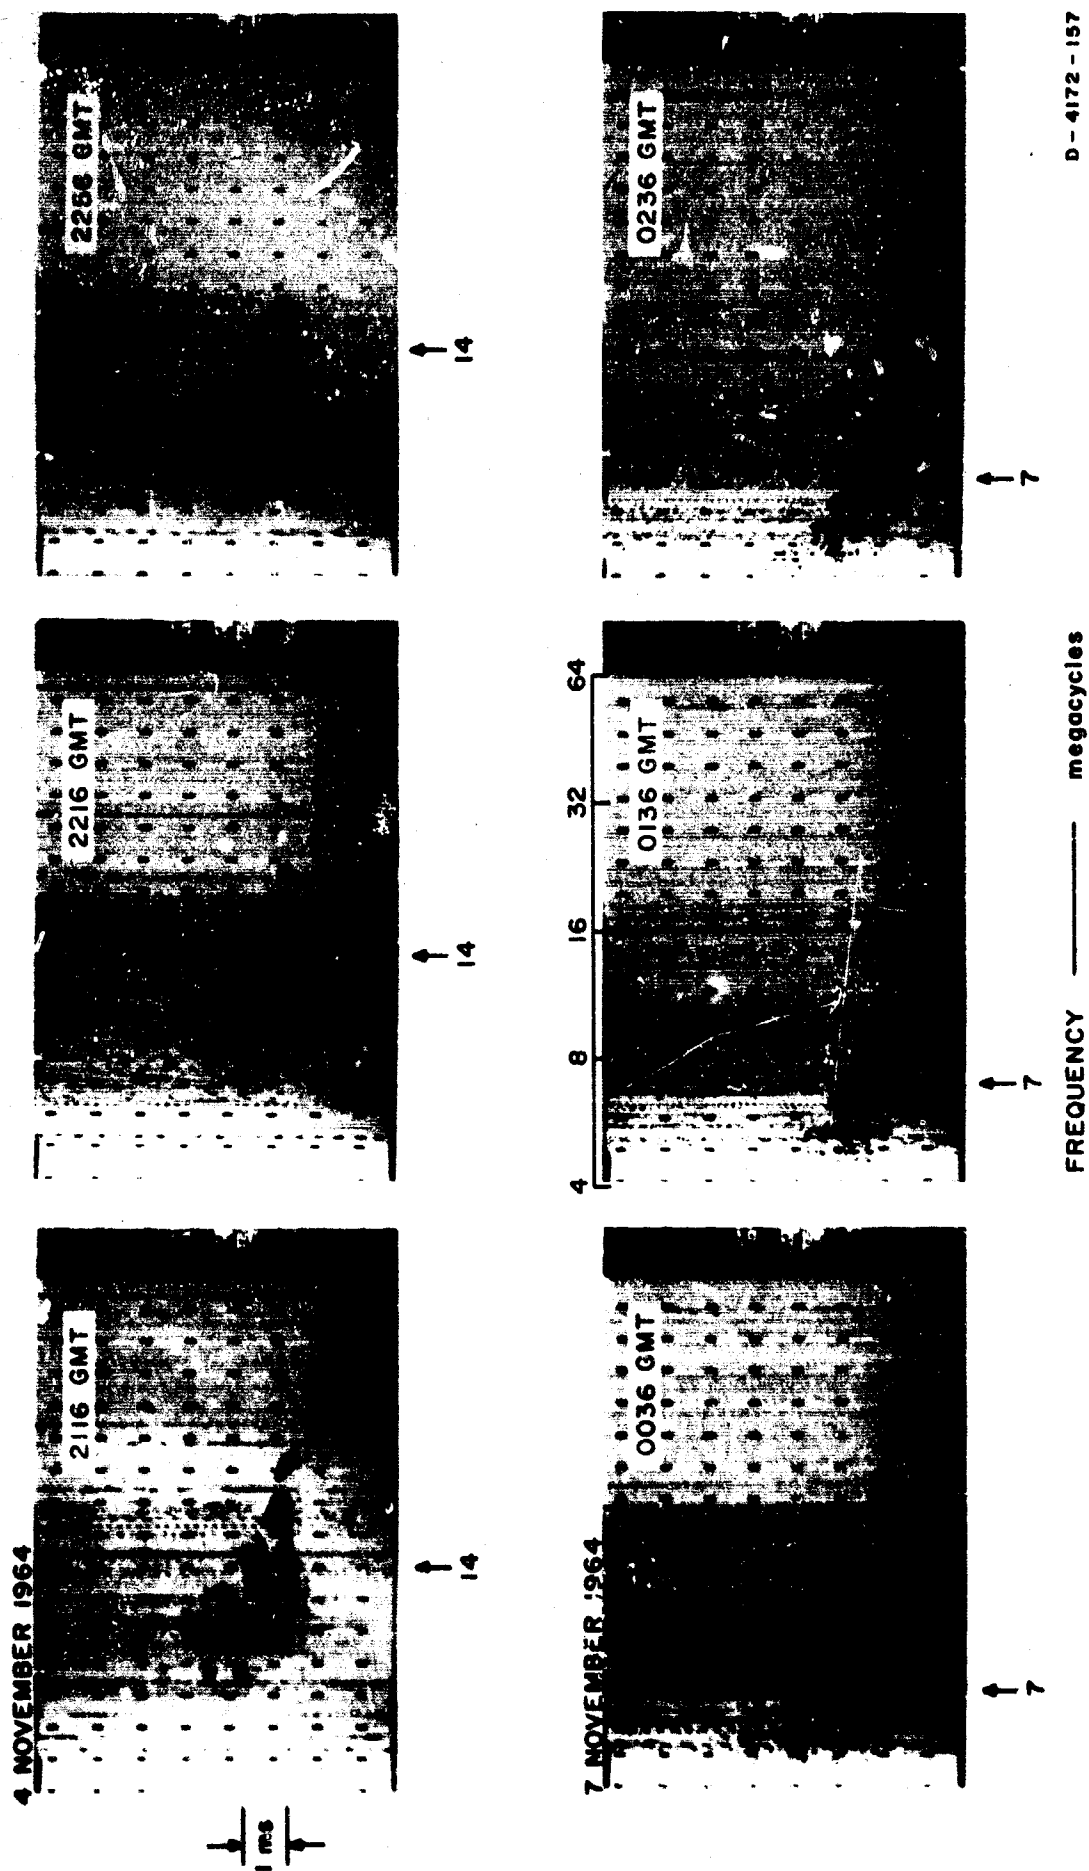 4 NOVEMBER 1964
2116 GMT
2216 GMT
2256 GMT
1 ms
14
14
14
7 NOVEMBER 1964
4 8 16 32 64
0036 GMT
0136 GMT
0236 GMT
7
7
7
FREQUENCY — megacycles
D-4172-157